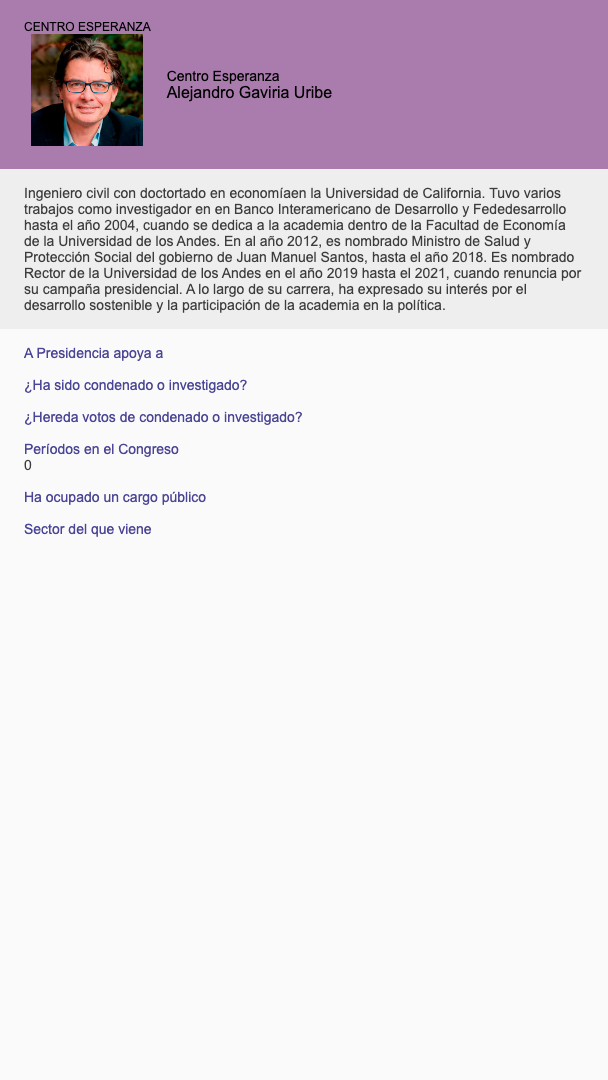 CENTRO ESPERANZA
Centro Esperanza
Alejandro Gaviria Uribe
Ingeniero civil con doctortado en economíaen la Universidad de California. Tuvo varios
trabajos como investigador en en Banco Interamericano de Desarrollo y Fededesarrollo
hasta el año 2004, cuando se dedica a la academia dentro de la Facultad de Economía
de la Universidad de los Andes. En al año 2012, es nombrado Ministro de Salud y
Protección Social del gobierno de Juan Manuel Santos, hasta el año 2018. Es nombrado
Rector de la Universidad de los Andes en el año 2019 hasta el 2021, cuando renuncia por
su campaña presidencial. A lo largo de su carrera, ha expresado su interés por el
desarrollo sostenible y la participación de la academia en la política.
A Presidencia apoya a
¿Ha sido condenado o investigado?
¿Hereda votos de condenado o investigado?
Períodos en el Congreso
0
Ha ocupado un cargo público
Sector del que viene